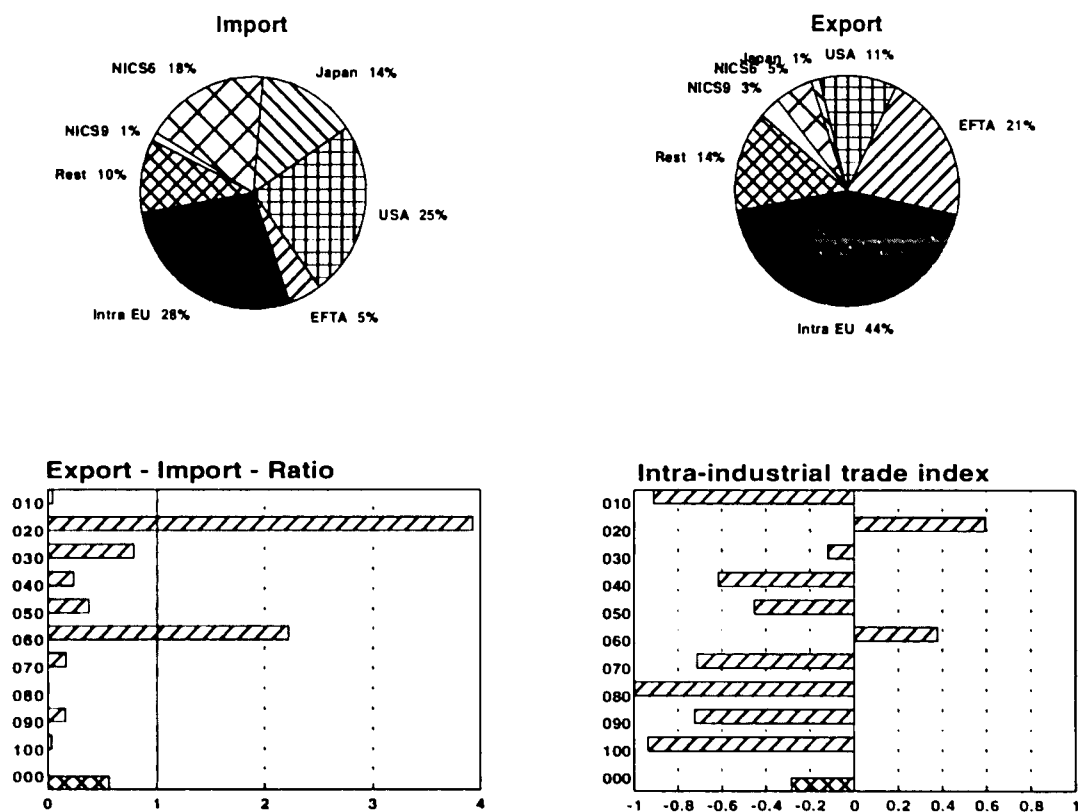 Import
NICS6 18%
Japan 14%
NICS9 1%
Rest 10%
USA 25%
Intra EU 28%
EFTA 5%
Export
Japan 1%
USA 11%
NICS6 5%
NICS9 3%
EFTA 21%
Rest 14%
Intra EU 44%
Export - Import - Ratio
010
020
030
040
050
060
070
080
090
100
000
0 1 2 3 4
Intra-industrial trade index
010
020
030
040
050
060
070
080
090
100
000
-1 -0.8 -0.6 -0.4 -0.2 0 0.2 0.4 0.6 0.8 1